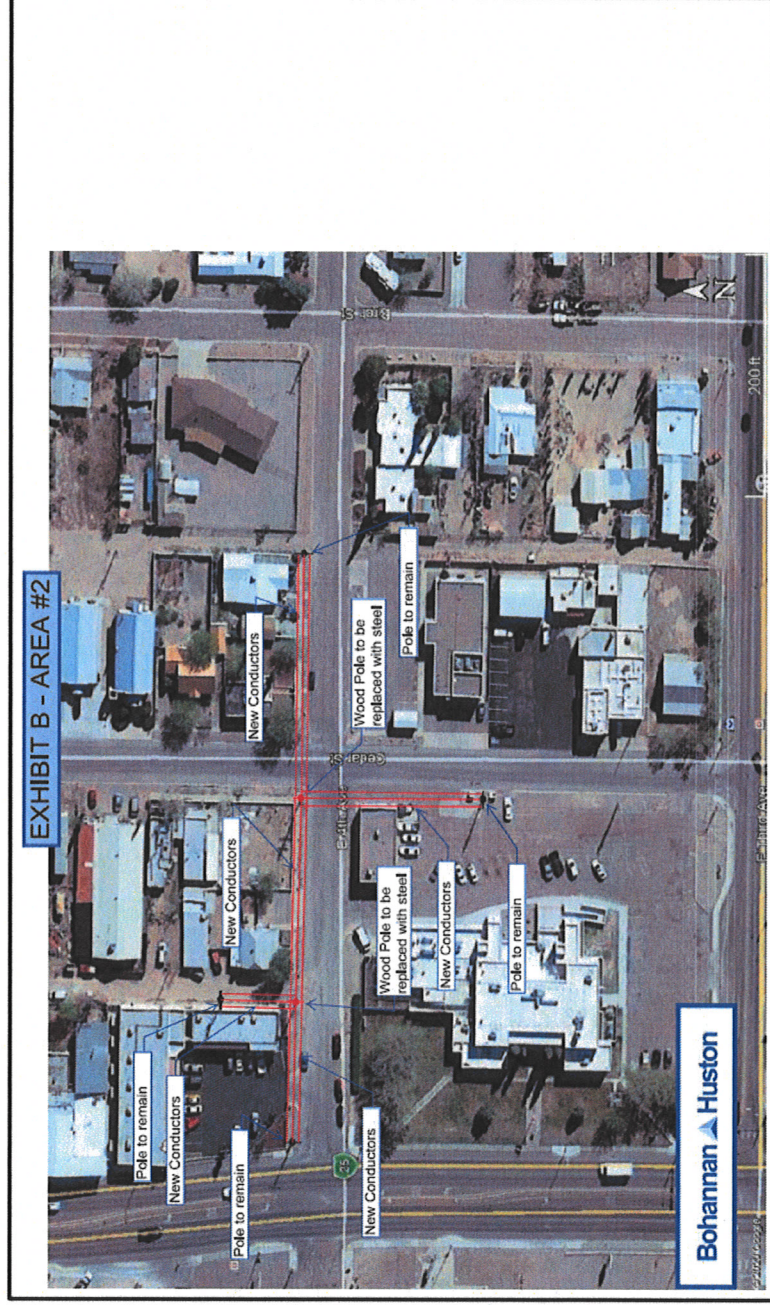 EXHIBIT B - AREA #2
Pole to remain
New Conductors
Pole to remain
New Conductors
New Conductors
New Conductors
Wood Pole to be
replaced with steel
Wood Pole to be
replaced with steel
New Conductors
Pole to remain
Pole to remain
Cedar St
E Third Ave
25
N
200 ft
Bohannan Huston